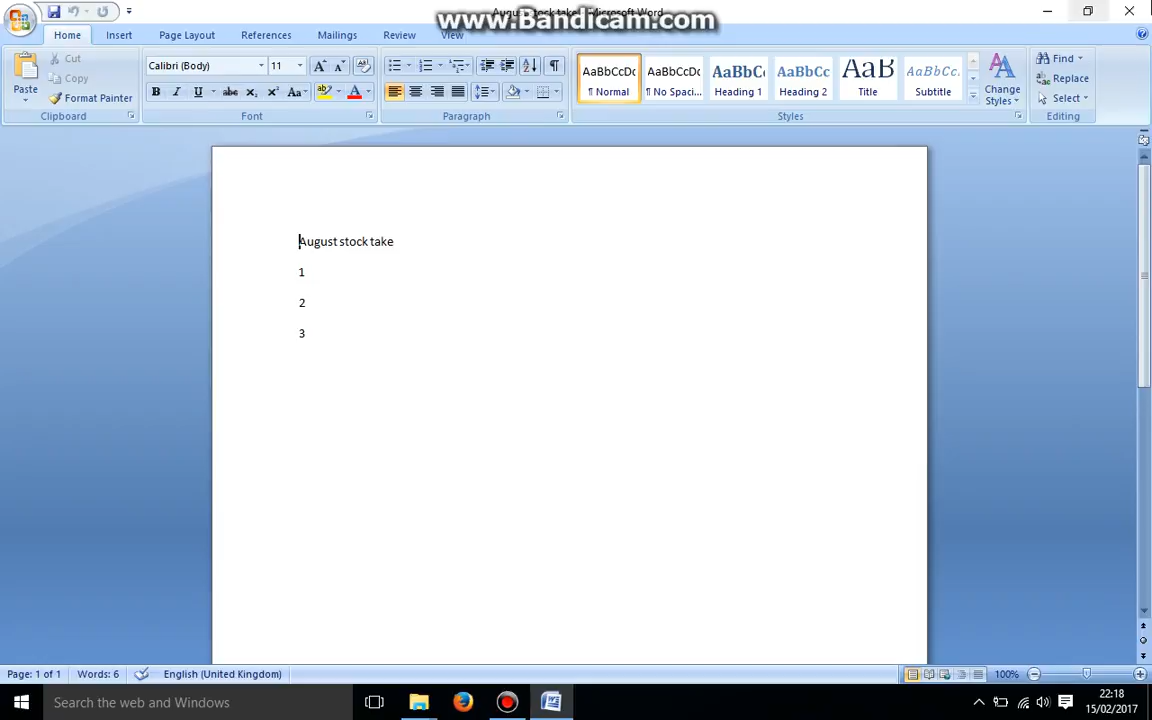 August stock take - Microsoft Word
www.Bandicam.com
Home Insert Page Layout References Mailings Review View
Paste
Cut
Copy
Format Painter
Clipboard
Calibri (Body) 11
Font
Paragraph
AaBbCcDc AaBbCcDc AaBbC AaBbCc AaB AaBbCc.
¶ Normal ¶ No Spaci... Heading 1 Heading 2 Title Subtitle
Change
Styles
Styles
Find
Replace
Select
Editing
August stock take
1
2
3
Page: 1 of 1 Words: 6 English (United Kingdom) 100%
Search the web and Windows
22:18
15/02/2017